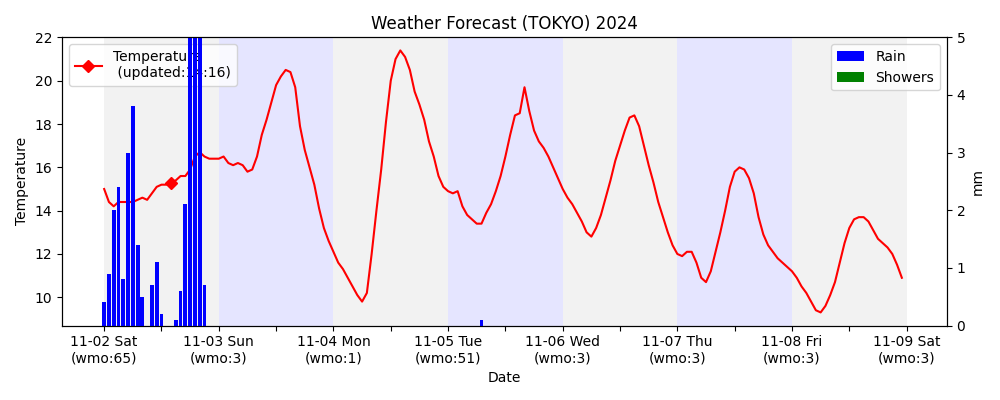 Weather Forecast (TOKYO) 2024
Temperature
(updated: :16)
Rain
Showers
22
20
18
16
14
12
10
Temperature
5
4
3
2
1
0
mm
11-02 Sat 11-03 Sun 11-04 Mon 11-05 Tue 11-06 Wed 11-07 Thu 11-08 Fri 11-09 Sat
(wmo:65) (wmo:3) (wmo:1) (wmo:51) (wmo:3) (wmo:3) (wmo:3) (wmo:3)
Date